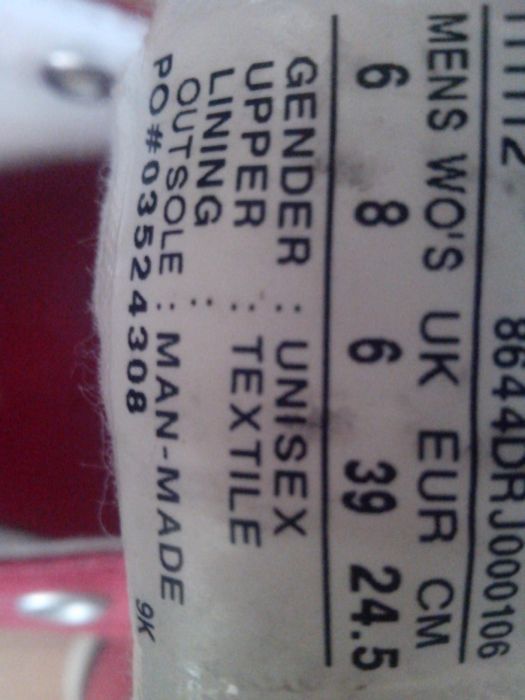 8644DRJ000106
MENS WO'S UK EUR CM
6 8 6 39 24.5
GENDER : UNISEX
UPPER : TEXTILE
LINING :
OUTSOLE : MAN-MADE
PO #03524308
9K